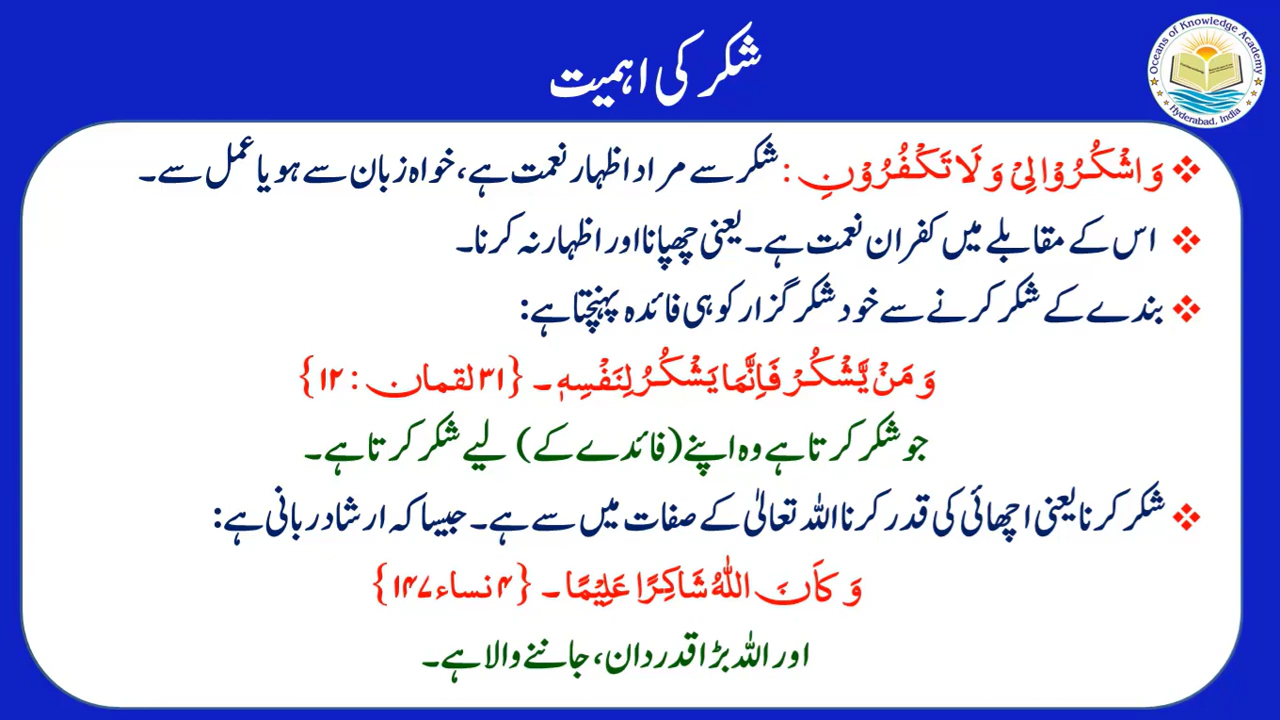 شکر کی اہمیت
Oceans of Knowledge Academy
Hyderabad, India
❖ وَ اشْكُرُوْا لِیْ وَ لَا تَكْفُرُوْنِ : شکر سے مراد اظہار نعمت ہے، خواہ زبان سے ہو یا عمل سے۔
❖ اس کے مقابلے میں کفران نعمت ہے۔ یعنی چھپانا اور اظہار نہ کرنا۔
❖ بندے کے شکر کرنے سے خود شکر گزار کو ہی فائدہ پہنچتا ہے:
وَ مَنْ یَّشْكُرْ فَاِنَّمَا یَشْكُرُ لِنَفْسِهٖ ۔ {۳۱ لقمان : ۱۲}
جو شکر کرتا ہے وہ اپنے (فائدے کے) لیے شکر کرتا ہے۔
❖ شکر کرنا یعنی اچھائی کی قدر کرنا اللہ تعالیٰ کے صفات میں سے ہے۔ جیسا کہ ارشاد ربانی ہے:
وَ كَانَ اللّٰهُ شَاكِرًا عَلِیْمًا ۔ {۴ نساء ۱۴۷}
اور اللہ بڑا قدردان، جاننے والا ہے۔